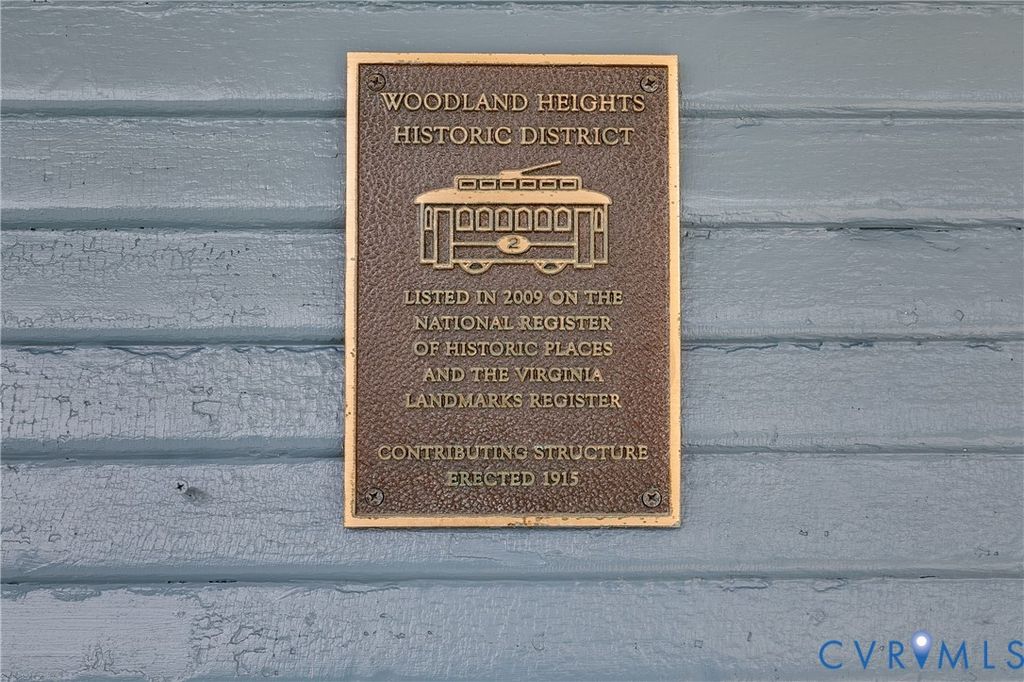 WOODLAND HEIGHTS
HISTORIC DISTRICT
2
LISTED IN 2009 ON THE
NATIONAL REGISTER
OF HISTORIC PLACES
AND THE VIRGINIA
LANDMARKS REGISTER
CONTRIBUTING STRUCTURE
ERECTED 1915
CVRMLS